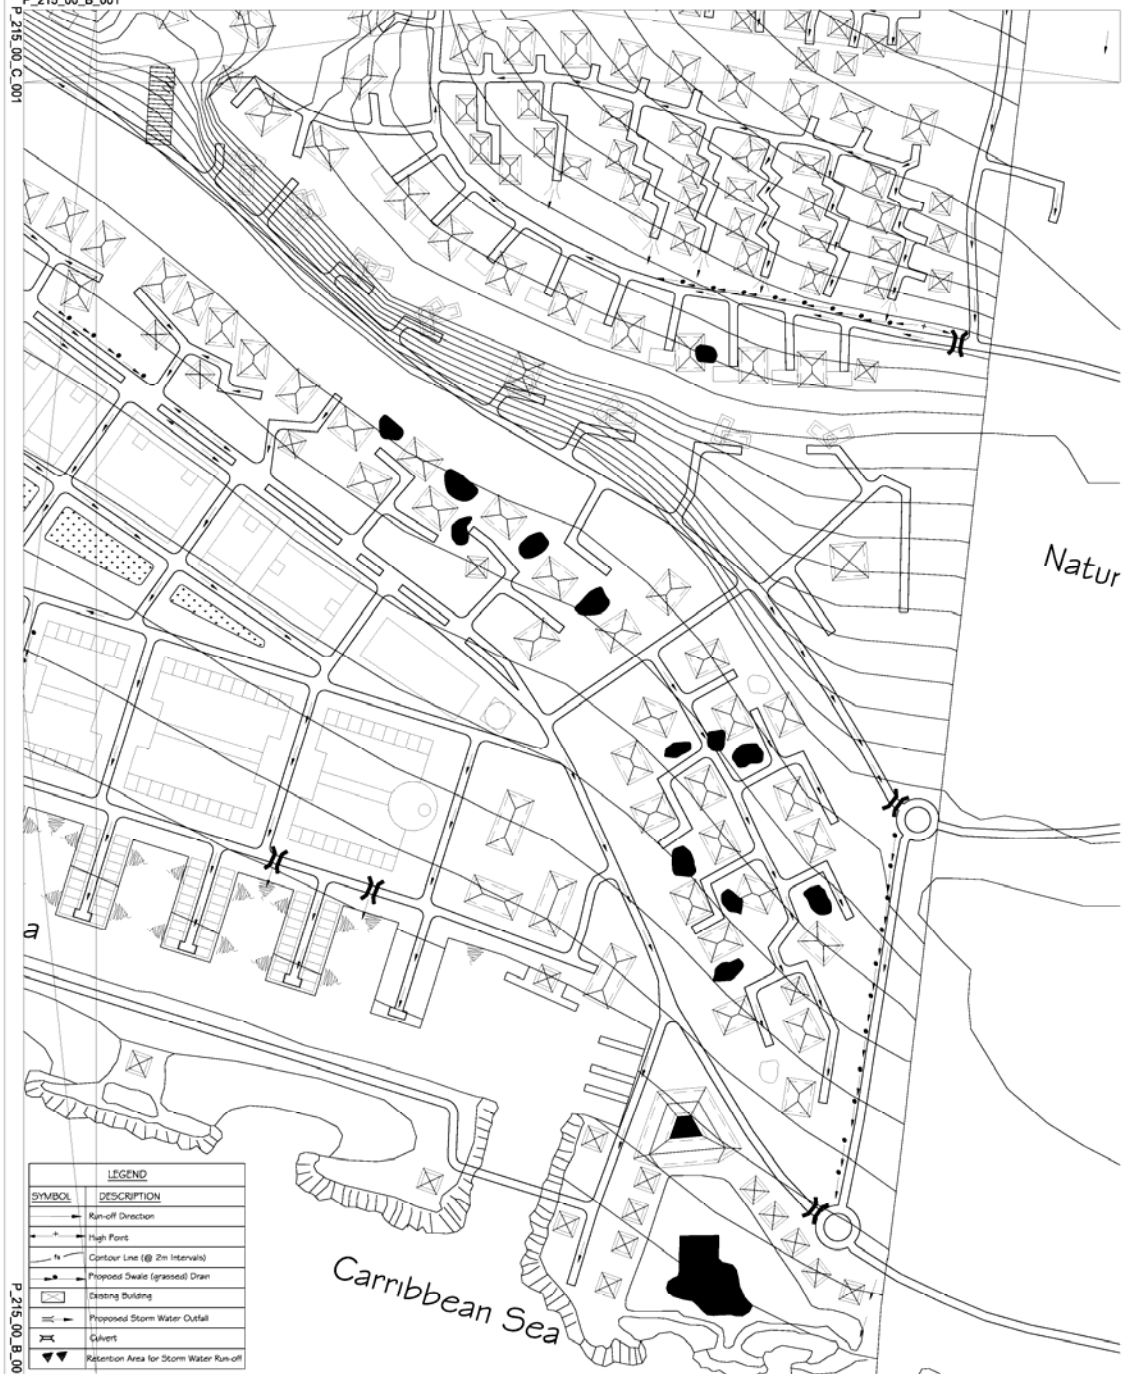 P_215_00_B_001
P_215_00_C_001
Natur
a
LEGEND
SYMBOL DESCRIPTION
Run-off Direction
High Point
Contour Line (@ 2m Intervals)
Propoed Swale (grassed) Drain
Existing Building
Proposed Storm Water Outfall
Culvert
Retention Area for Storm Water Run-off
Carribbean Sea
P_215_00_B_00